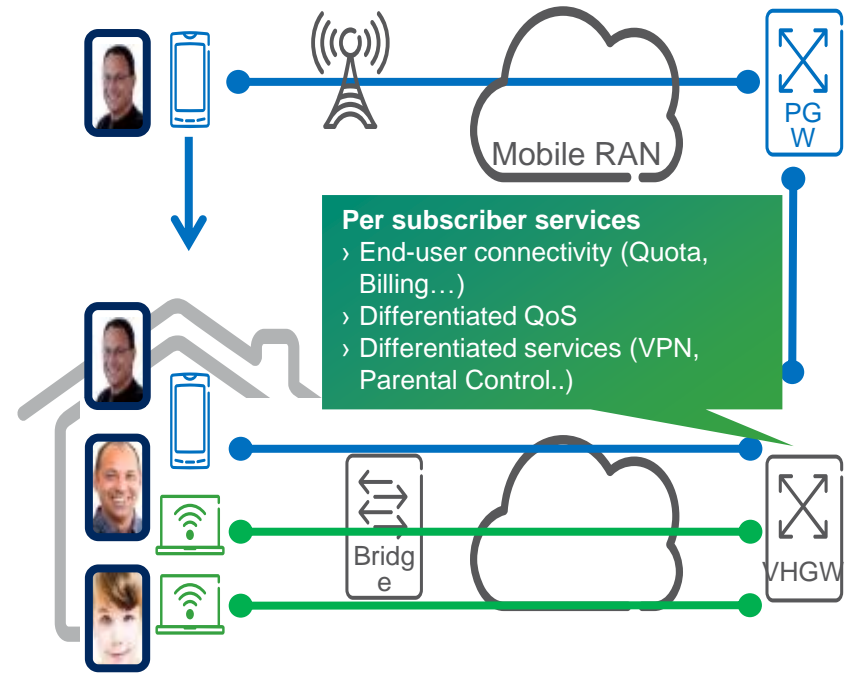 PG
W
Mobile RAN
Per subscriber services
› End-user connectivity (Quota,
Billing…)
› Differentiated QoS
› Differentiated services (VPN,
Parental Control..)
Bridg
e
VHGW